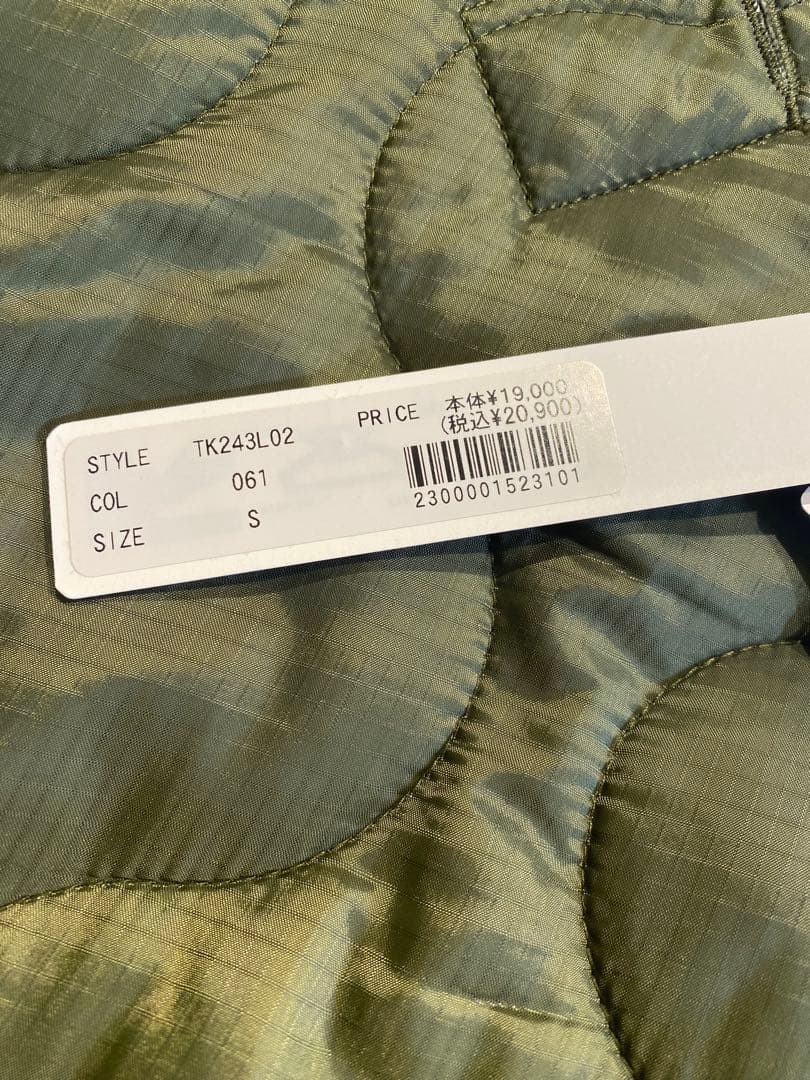 STYLE TK243L02
COL 061
SIZE S
PRICE 本体¥19,000
(税込¥20,900)
2300001523101